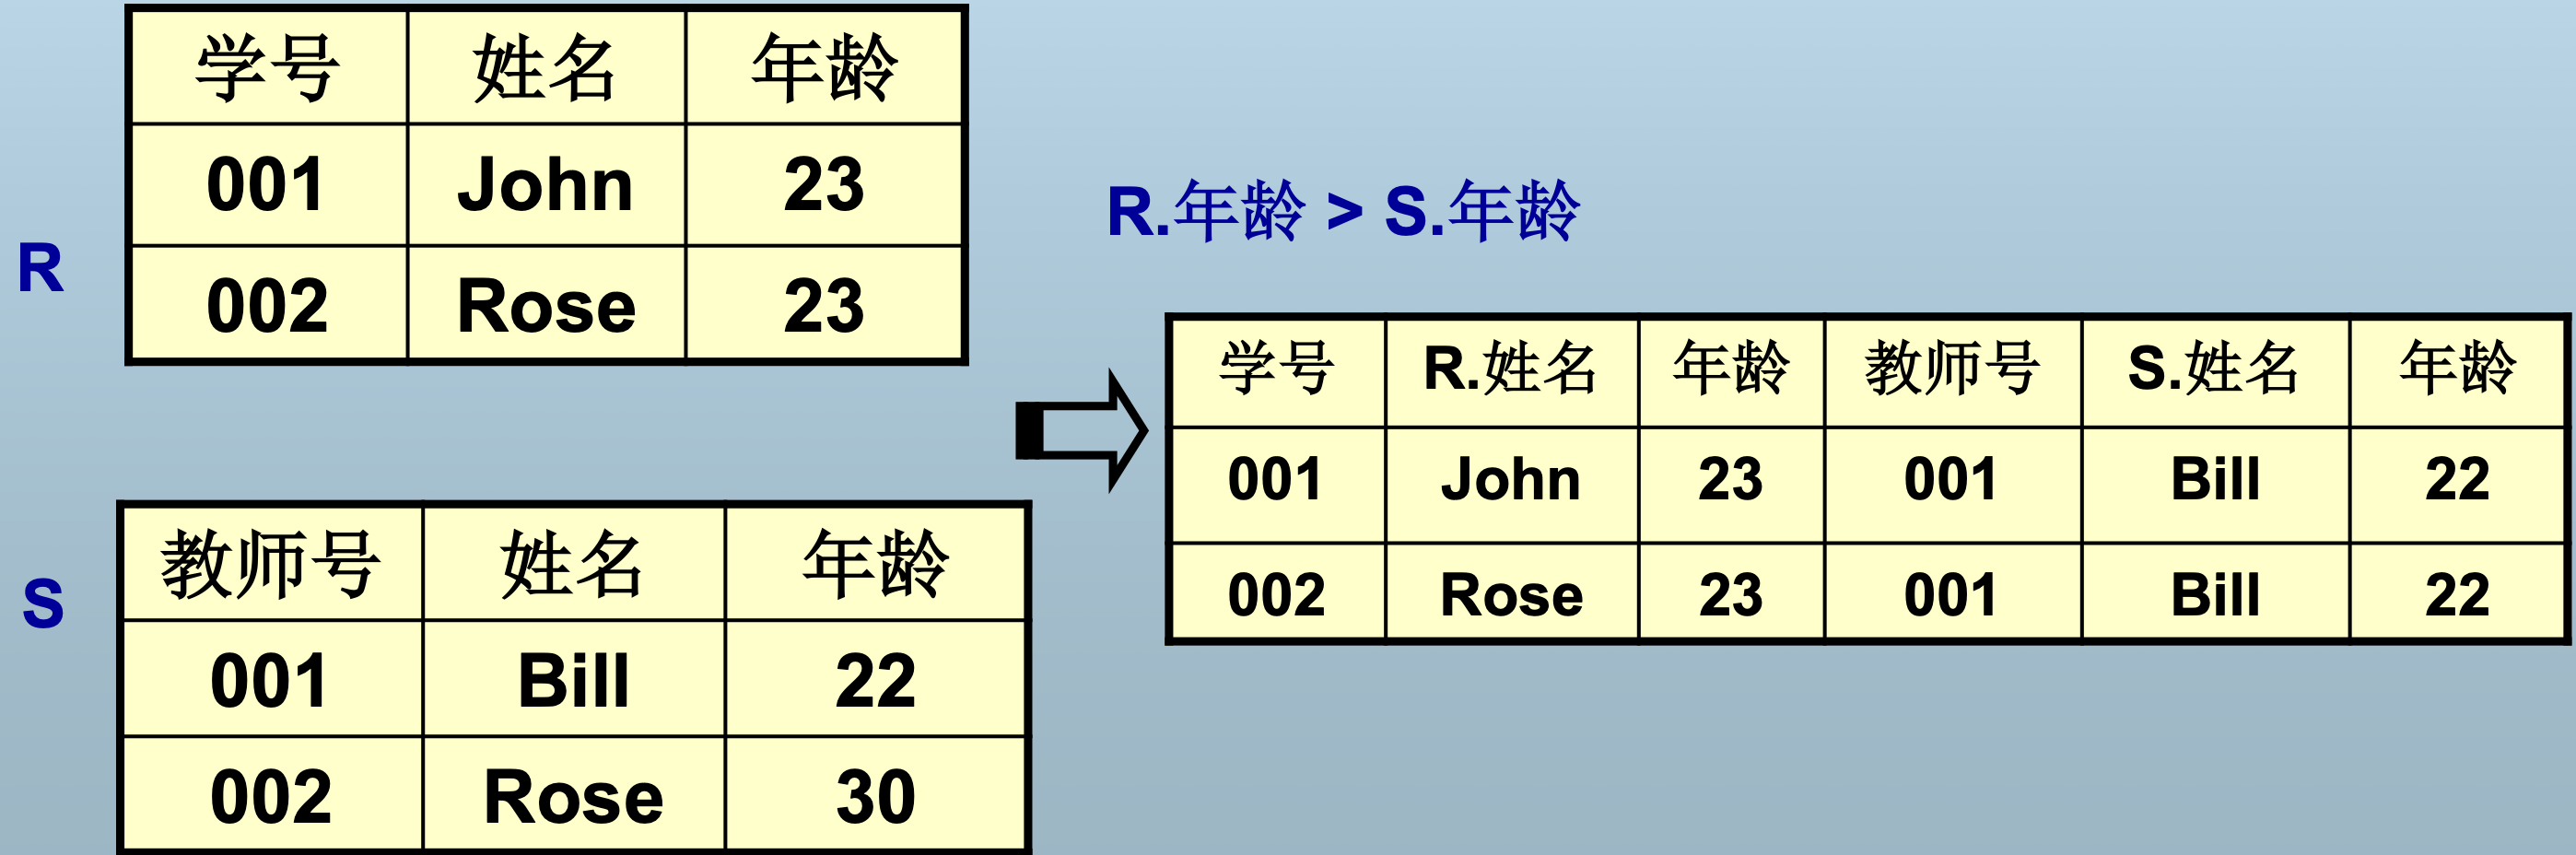 R
学号 姓名 年龄
001 John 23
002 Rose 23
S
教师号 姓名 年龄
001 Bill 22
002 Rose 30
R.年龄 > S.年龄
学号 R.姓名 年龄 教师号 S.姓名 年龄
001 John 23 001 Bill 22
002 Rose 23 001 Bill 22